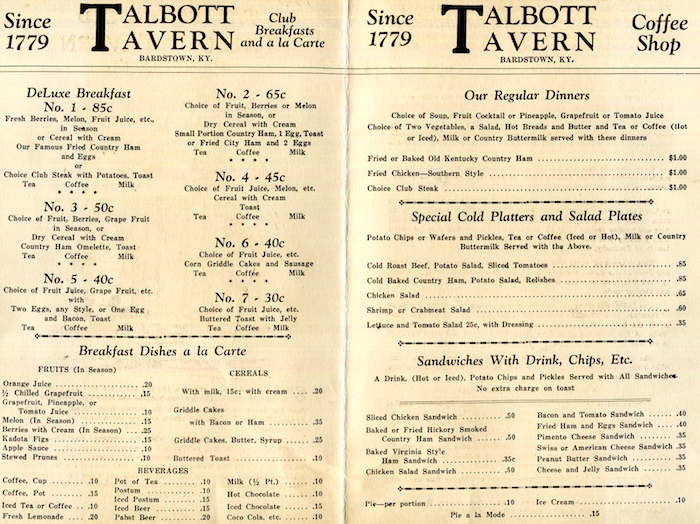 Since
1779
TALBOTT
TAVERN
BARDSTOWN, KY.
Club
Breakfasts
and a la Carte
DeLuxe Breakfast
No. 1 - 85c
Fresh Berries, Melon, Fruit Juice, etc.,
in Season
or Cereal with Cream
Our Famous Fried Country Ham
and Eggs
or
Choice Club Steak with Potatoes, Toast
Tea Coffee Milk
* * * *
No. 3 - 50c
Choice of Fruit, Berries, Grape Fruit
in Season, or
Dry Cereal with Cream
Country Ham Omelette, Toast
Tea Coffee Milk
* * * *
No. 5 - 40c
Choice of Fruit Juice, Grape Fruit, etc.
with
Two Eggs, any Style, or One Egg
and Bacon, Toast
Tea Coffee Milk
No. 2 - 65c
Choice of Fruit, Berries or Melon
in Season, or
Dry Cereal with Cream
Small Portion Country Ham, 1 Egg, Toast
or Fried City Ham and 2 Eggs
Tea Coffee Milk
* * * *
No. 4 - 45c
Choice of Fruit Juice, Melon, etc.
Cereal with Cream
Toast
Tea Coffee Milk
* * * *
No. 6 - 40c
Choice of Fruit Juice, etc.
Corn Griddle Cakes and Sausage
Tea Coffee Milk
* * * *
No. 7 - 30c
Choice of Fruit Juice, etc.
Buttered Toast with Jelly
Tea Coffee Milk
Breakfast Dishes a la Carte
FRUITS (In Season)
Orange Juice .20
½ Chilled Grapefruit .15
Grapefruit, Pineapple, or
Tomato Juice .10
Melon (In Season) .15
Berries with Cream (In Season) .25
Kadota Figs .15
Apple Sauce .10
Stewed Prunes .10
CEREALS
With milk, 15c; with cream .20
Griddle Cakes
with Bacon or Ham .35
Griddle Cakes, Butter, Syrup .25
Buttered Toast .10
BEVERAGES
Coffee, Cup .10
Coffee, Pot .15
Iced Tea or Coffee .10
Fresh Lemonade .20
Pot of Tea .10
Postum .10
Iced Postum .15
Iced Beer .15
Pabst Beer .20
Milk (½ Pt.) .10
Hot Chocolate .10
Iced Chocolate .15
Coco Cola, etc. .10
Since
1779
TALBOTT
TAVERN
BARDSTOWN, KY.
Coffee
Shop
Our Regular Dinners
Choice of Soup, Fruit Cocktail or Pineapple, Grapefruit or Tomato Juice
Choice of Two Vegetables, a Salad, Hot Breads and Butter and Tea or Coffee (Hot
or Iced), Milk or Country Buttermilk served with these dinners
Fried or Baked Old Kentucky Country Ham $1.00
Fried Chicken—Southern Style $1.00
Choice Club Steak $1.00
Special Cold Platters and Salad Plates
Potato Chips or Wafers and Pickles, Tea or Coffee (Iced or Hot), Milk or Country
Buttermilk Served with the Above.
Cold Roast Beef, Potato Salad, Sliced Tomatoes .85
Cold Baked Country Ham, Potato Salad, Relishes .85
Chicken Salad .65
Shrimp or Crabmeat Salad .60
Lettuce and Tomato Salad 25c, with Dressing .35
Sandwiches With Drink, Chips, Etc.
A Drink, (Hot or Iced), Potato Chips and Pickles Served with All Sandwiches.
No extra charge on toast
Sliced Chicken Sandwich .50
Baked or Fried Hickory Smoked
Country Ham Sandwich .50
Baked Virginia Style
Ham Sandwich .35c
Chicken Salad Sandwich .50
Bacon and Tomato Sandwich .40
Fried Ham and Eggs Sandwich .40
Pimento Cheese Sandwich .35
Swiss or American Cheese Sandwich .35
Peanut Butter Sandwich .35
Cheese and Jelly Sandwich .35
Pie—per portion .10
Ice Cream .10
Pie a la Mode .15